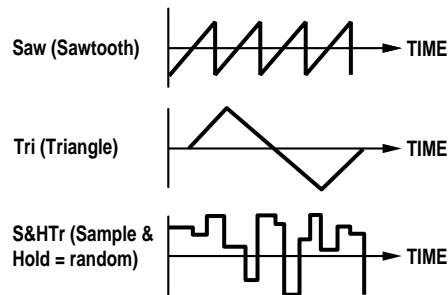 Saw (Sawtooth)
TIME
Tri (Triangle)
TIME
S&HTr (Sample &
Hold = random)
TIME